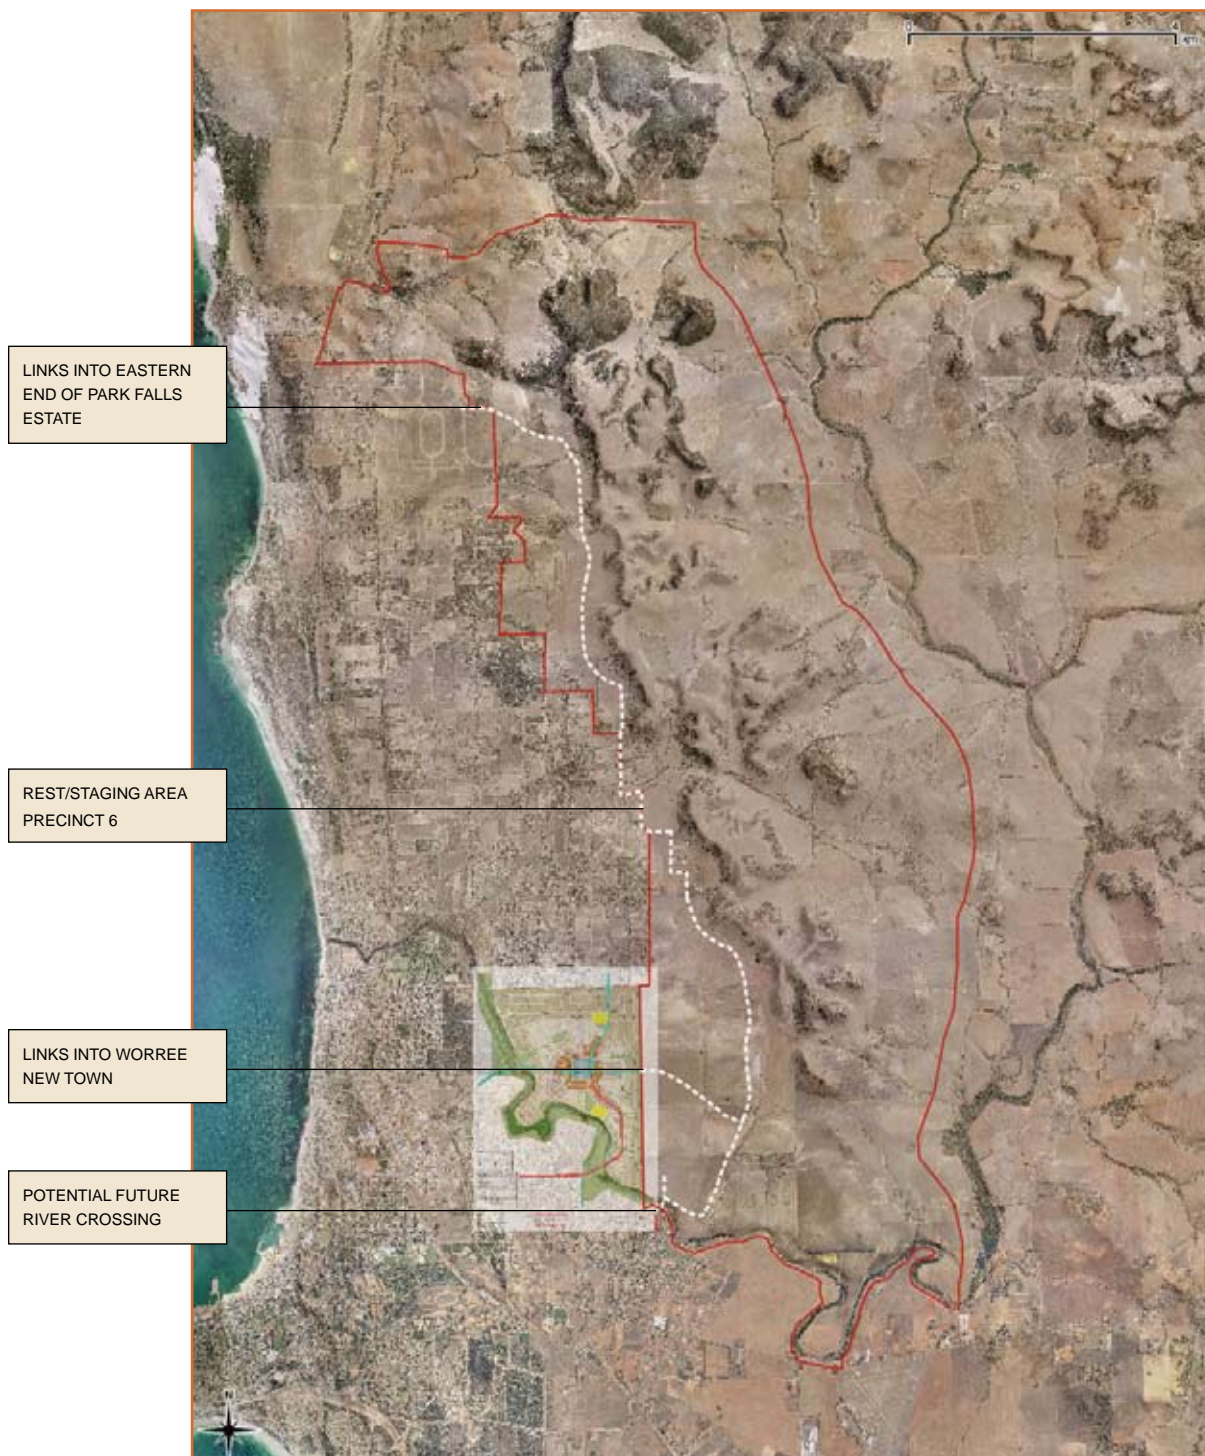 0 4
km
LINKS INTO EASTERN
END OF PARK FALLS
ESTATE
REST/STAGING AREA
PRECINCT 6
LINKS INTO WORREE
NEW TOWN
POTENTIAL FUTURE
RIVER CROSSING
N